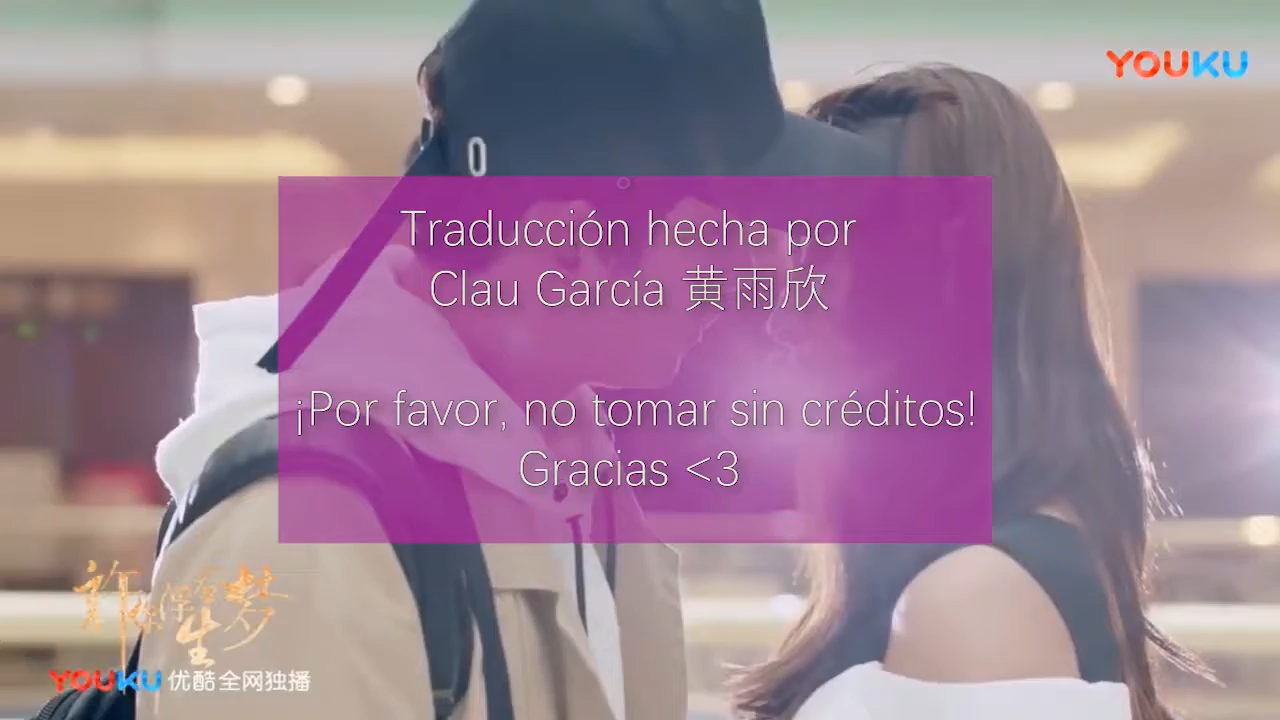 YOUKU
0
Traducción hecha por
Clau García 黄雨欣
¡Por favor, no tomar sin créditos!
Gracias <3
YOUKU 优酷全网独播